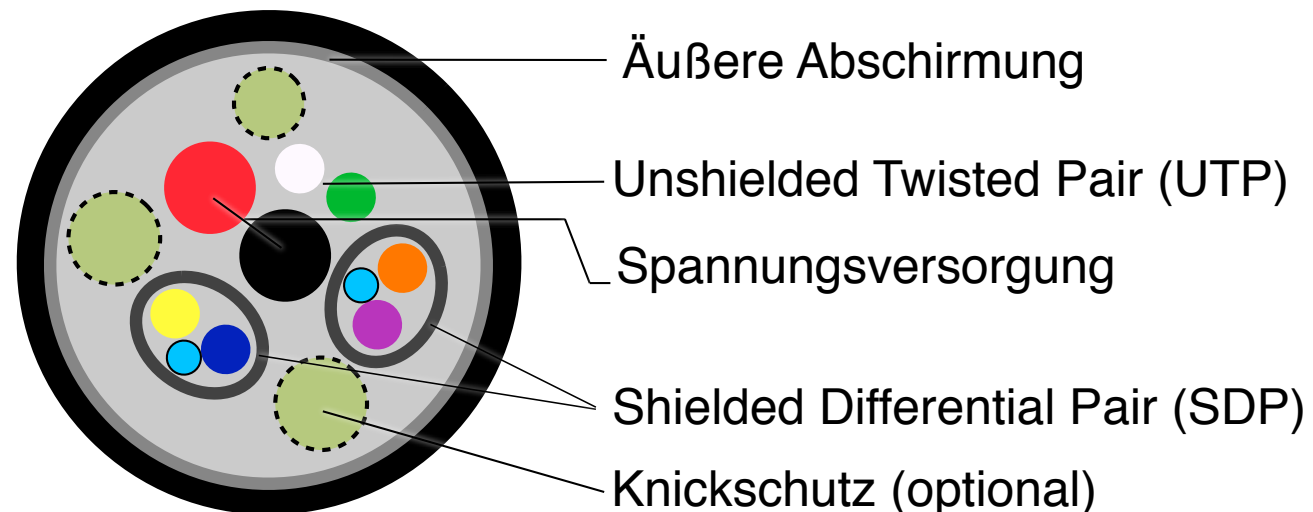 Äußere Abschirmung
Unshielded Twisted Pair (UTP)
Spannungsversorgung
Shielded Differential Pair (SDP)
Knickschutz (optional)